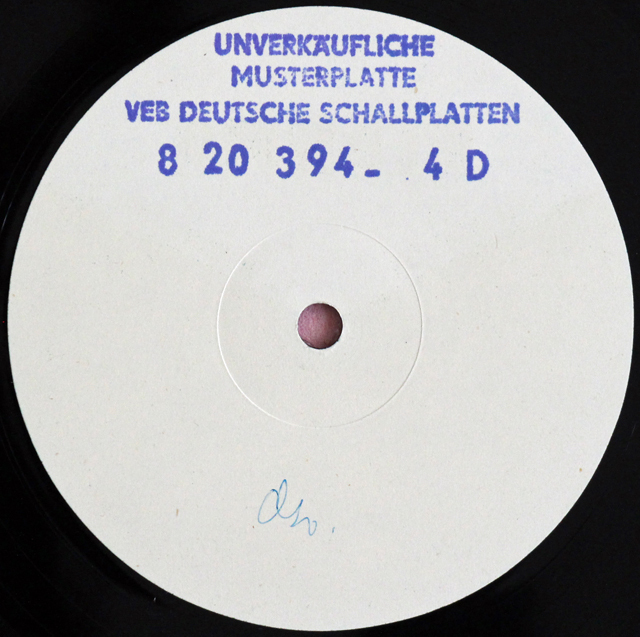 UNVERKÄUFLICHE
MUSTERPLATTE
VEB DEUTSCHE SCHALLPLATTEN
8 20 394- 4 D